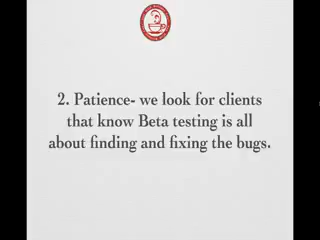 2. Patience- we look for clients
that know Beta testing is all
about finding and fixing the bugs.